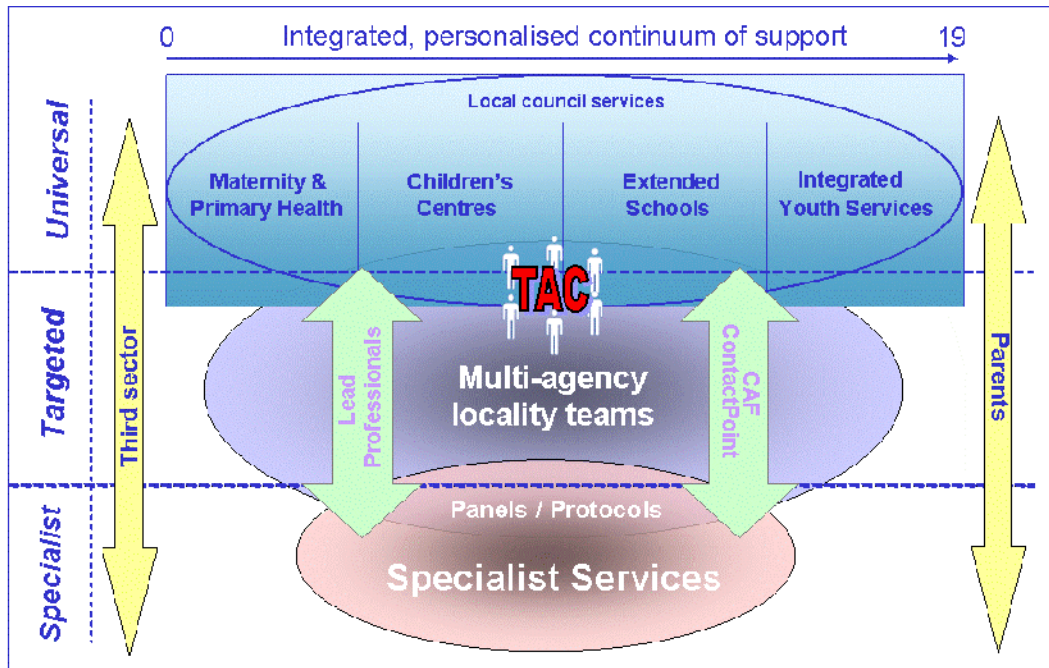 0 Integrated, personalised continuum of support 19
Local council services
Maternity &
Primary Health
Children's
Centres
Extended
Schools
Integrated
Youth Services
Universal
Targeted
Specialist
Third sector
TAC
Multi-agency
locality teams
Lead
Professionals
CAF
ContactPoint
Parents
Panels / Protocols
Specialist Services